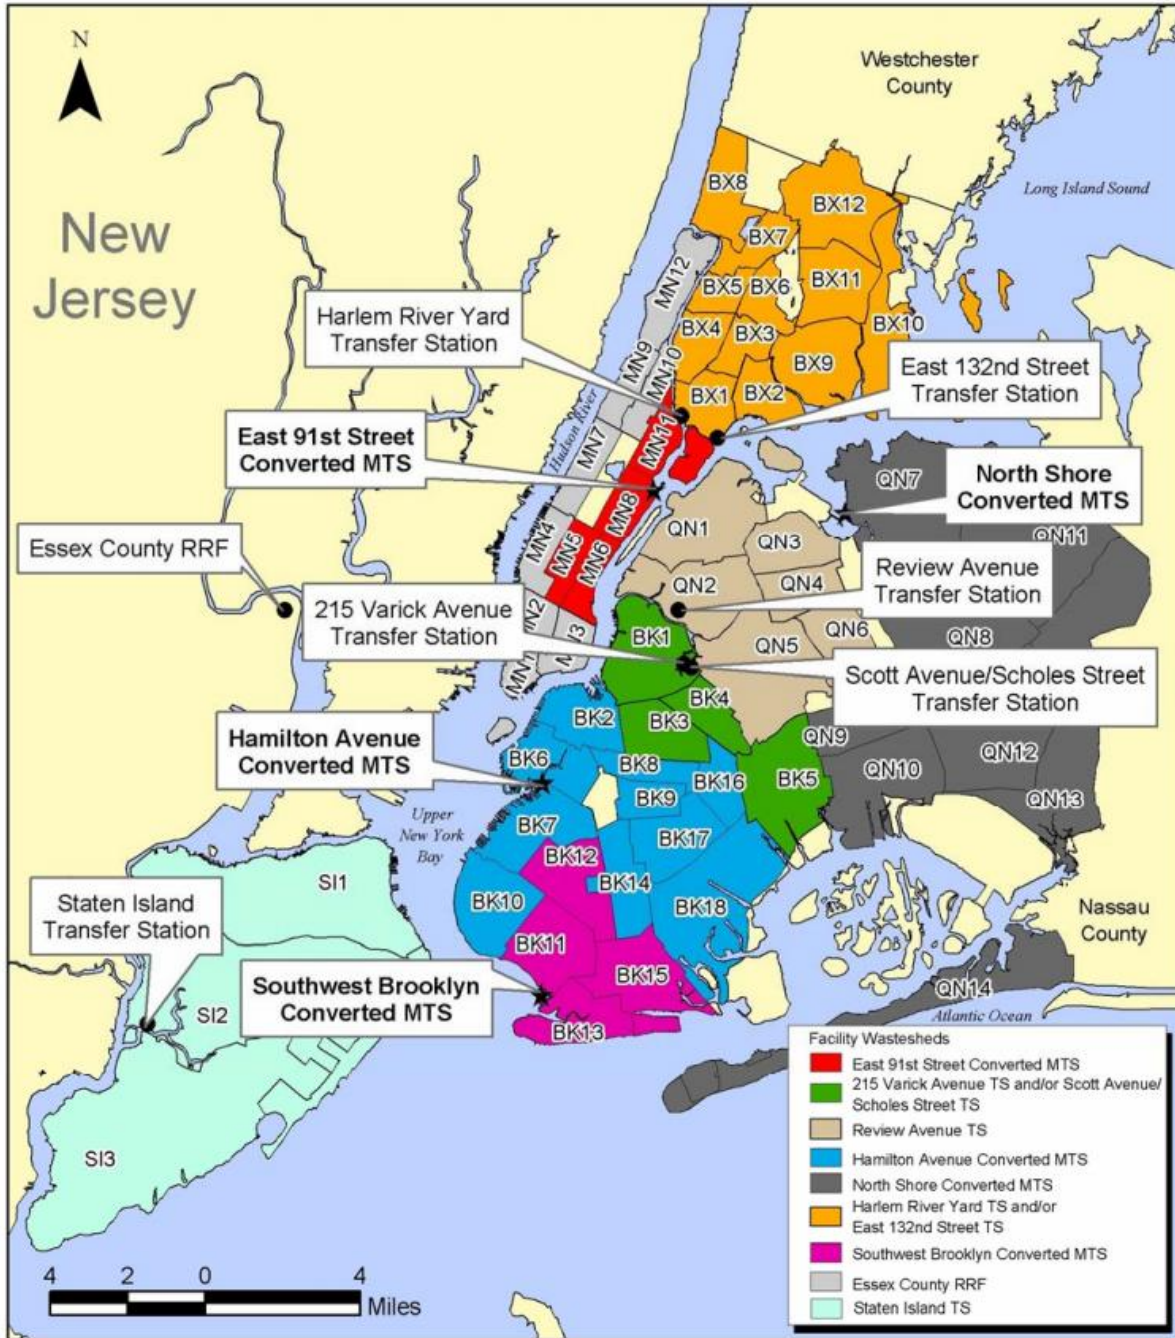 N
Westchester
County
Long Island Sound
New
Jersey
BX8
BX12
BX7
MN12
BX5
BX6
BX11
Harlem River Yard
Transfer Station
BX4
BX3
BX10
MN9
MN10
BX9
East 132nd Street
Transfer Station
BX1
BX2
Hudson River
East 91st Street
Converted MTS
MN7
MN11
QN7
North Shore
Converted MTS
MN8
QN1
QN11
QN3
MN4
MN5
MN6
Essex County RRF
QN2
QN4
Review Avenue
Transfer Station
215 Varick Avenue
Transfer Station
BK1
QN5
QN6
QN8
MN1
Scott Avenue/Scholes Street
Transfer Station
BK4
BK2
BK3
Hamilton Avenue
Converted MTS
BK6
BK8
BK16
QN9
QN12
BK5
QN10
BK9
QN13
Upper
New York
Bay
BK7
BK17
BK12
BK14
SI1
BK10
BK18
Staten Island
Transfer Station
BK11
Nassau
County
BK15
Southwest Brooklyn
Converted MTS
QN14
SI2
Atlantic Ocean
BK13
SI3
Facility Wastesheds
East 91st Street Converted MTS
215 Varick Avenue TS and/or Scott Avenue/
Scholes Street TS
Review Avenue TS
Hamilton Avenue Converted MTS
North Shore Converted MTS
Harlem River Yard TS and/or
East 132nd Street TS
Southwest Brooklyn Converted MTS
Essex County RRF
Staten Island TS
4 2 0 4
Miles